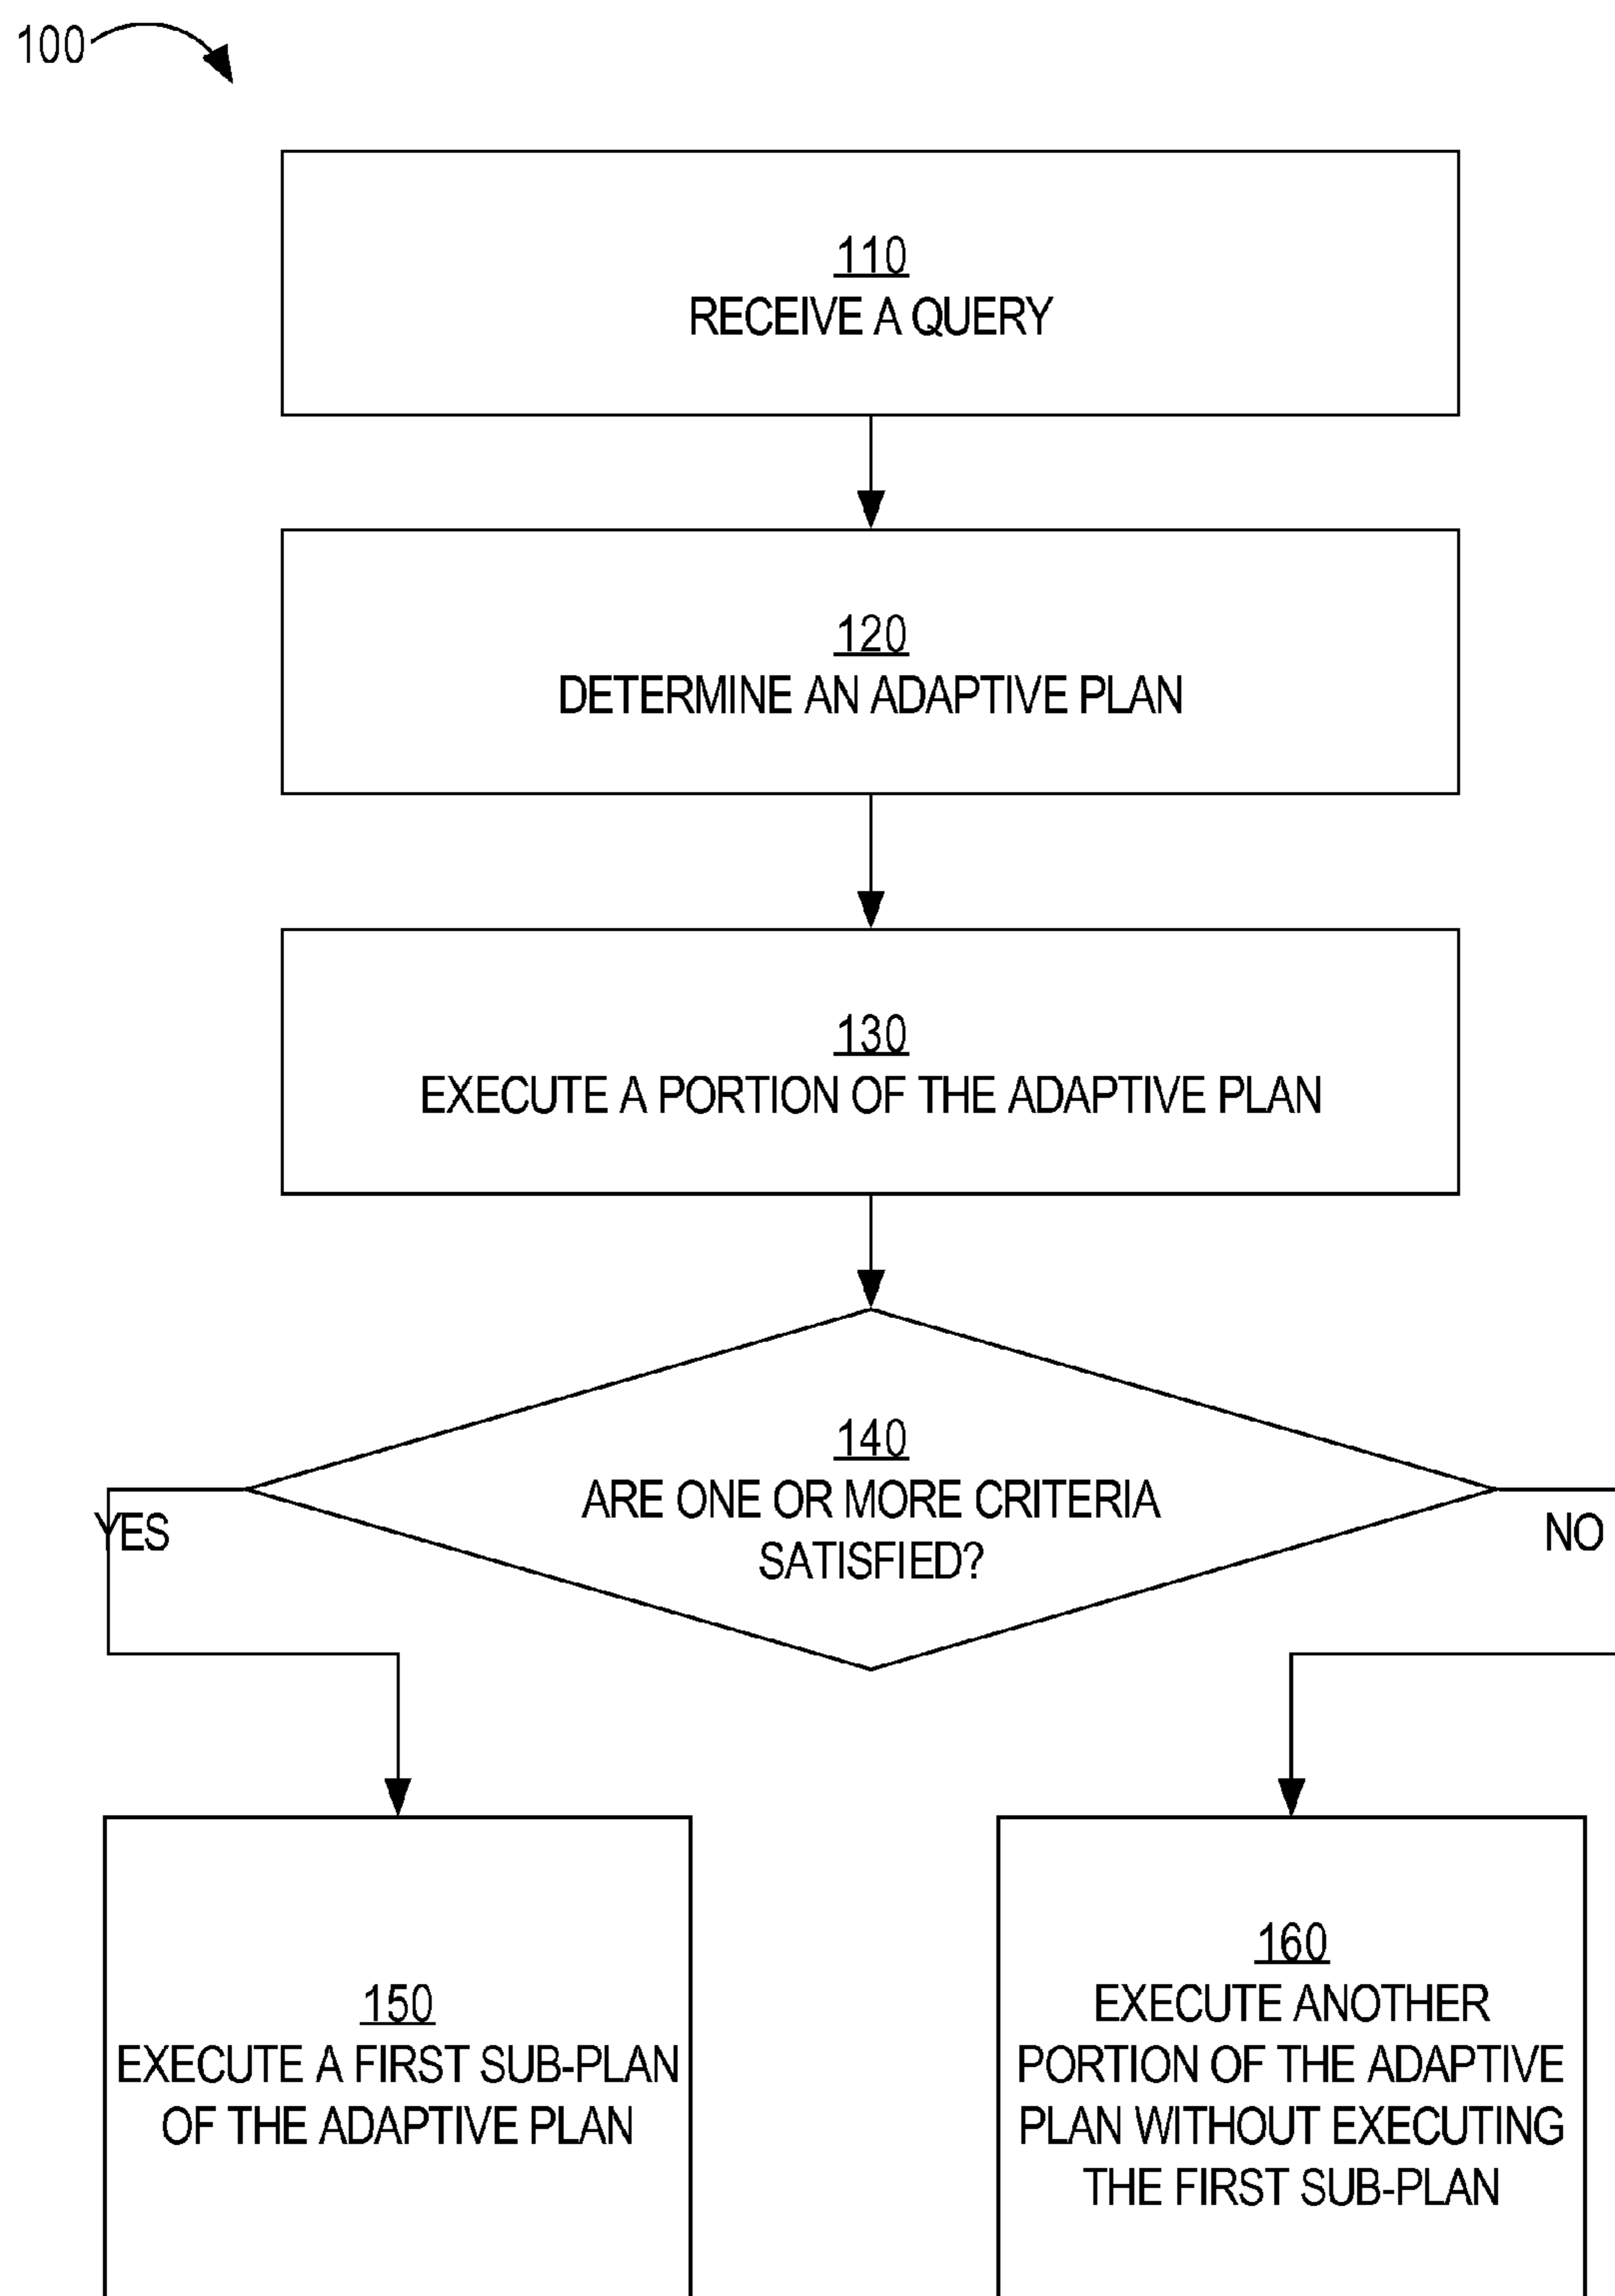 100
110
RECEIVE A QUERY
120
DETERMINE AN ADAPTIVE PLAN
130
EXECUTE A PORTION OF THE ADAPTIVE PLAN
140
ARE ONE OR MORE CRITERIA
SATISFIED?
YES
NO
150
EXECUTE A FIRST SUB-PLAN
OF THE ADAPTIVE PLAN
160
EXECUTE ANOTHER
PORTION OF THE ADAPTIVE
PLAN WITHOUT EXECUTING
THE FIRST SUB-PLAN